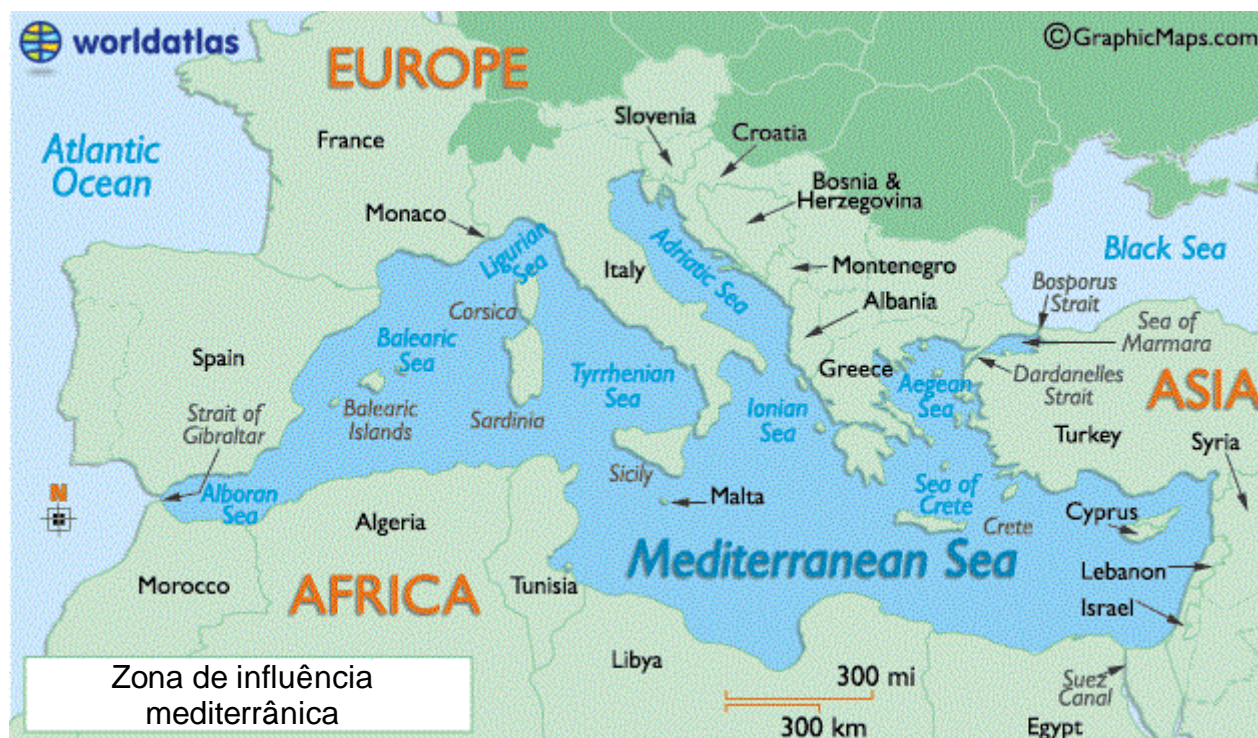 worldatlas
©GraphicMaps.com
EUROPE
Slovenia
Croatia
Atlantic
Ocean
France
Bosnia &
Herzegovina
Monaco
Ligurian
Sea
Adriatic Sea
Italy
Montenegro
Black Sea
Bosporus
Strait
Albania
Corsica
Sea of
Marmara
Balearic
Sea
Spain
Greece
Tyrrhenian
Sea
Aegean
Sea
Dardanelles
Strait
ASIA
Strait of
Gibraltar
Balearic
Islands
Sardinia
Ionian
Sea
Turkey
Syria
Sicily
N
Alboran
Sea
Malta
Sea of
Crete
Crete
Cyprus
Algeria
Mediterranean Sea
Lebanon
Morocco
AFRICA
Tunisia
Israel
Zona de influência
mediterrânica
Libya
300 mi
300 km
Suez
Canal
Egypt